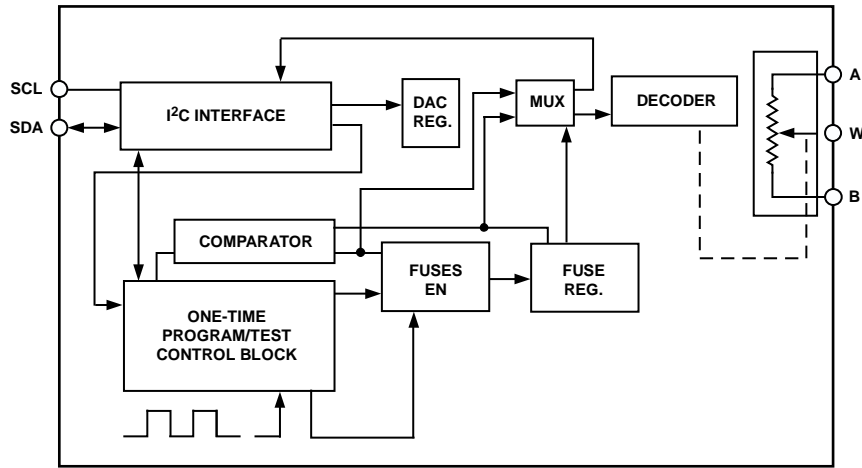 SCL
SDA
I²C INTERFACE
DAC
REG.
MUX
DECODER
A
W
B
COMPARATOR
FUSES
EN
FUSE
REG.
ONE-TIME
PROGRAM/TEST
CONTROL BLOCK